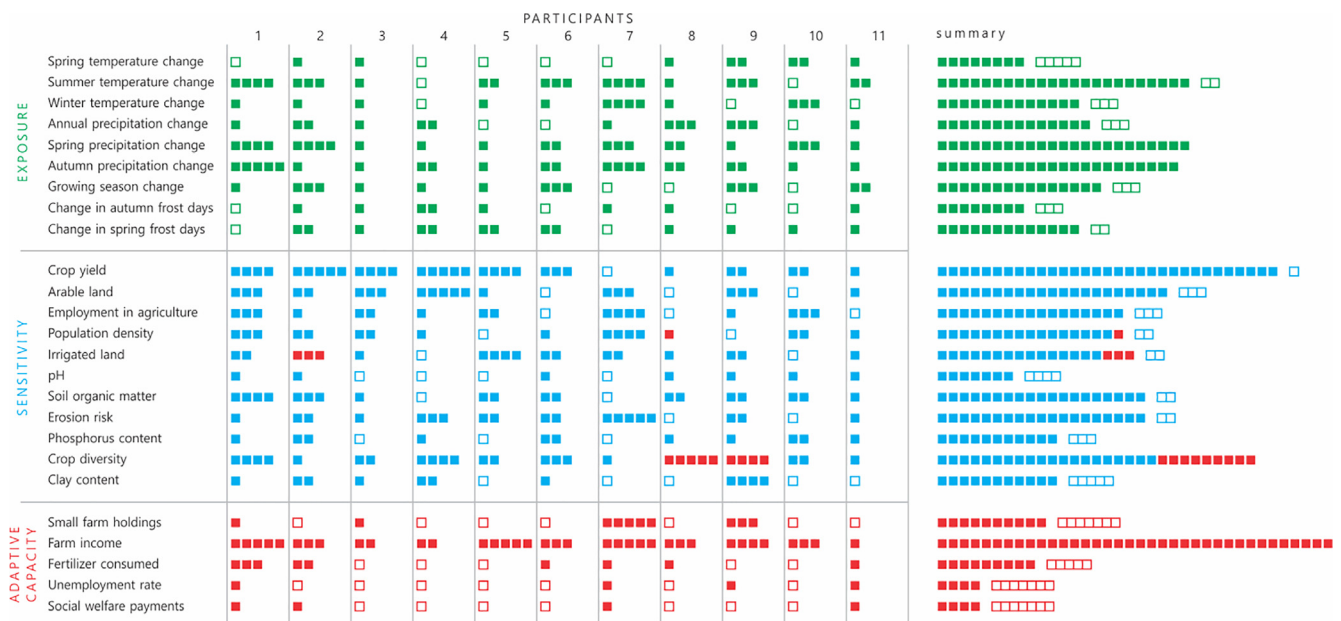 PARTICIPANTS
1 2 3 4 5 6 7 8 9 10 11 summary
EXPOSURE
Spring temperature change
Summer temperature change
Winter temperature change
Annual precipitation change
Spring precipitation change
Autumn precipitation change
Growing season change
Change in autumn frost days
Change in spring frost days
SENSITIVITY
Crop yield
Arable land
Employment in agriculture
Population density
Irrigated land
pH
Soil organic matter
Erosion risk
Phosphorus content
Crop diversity
Clay content
ADAPTIVE
CAPACITY
Small farm holdings
Farm income
Fertilizer consumed
Unemployment rate
Social welfare payments